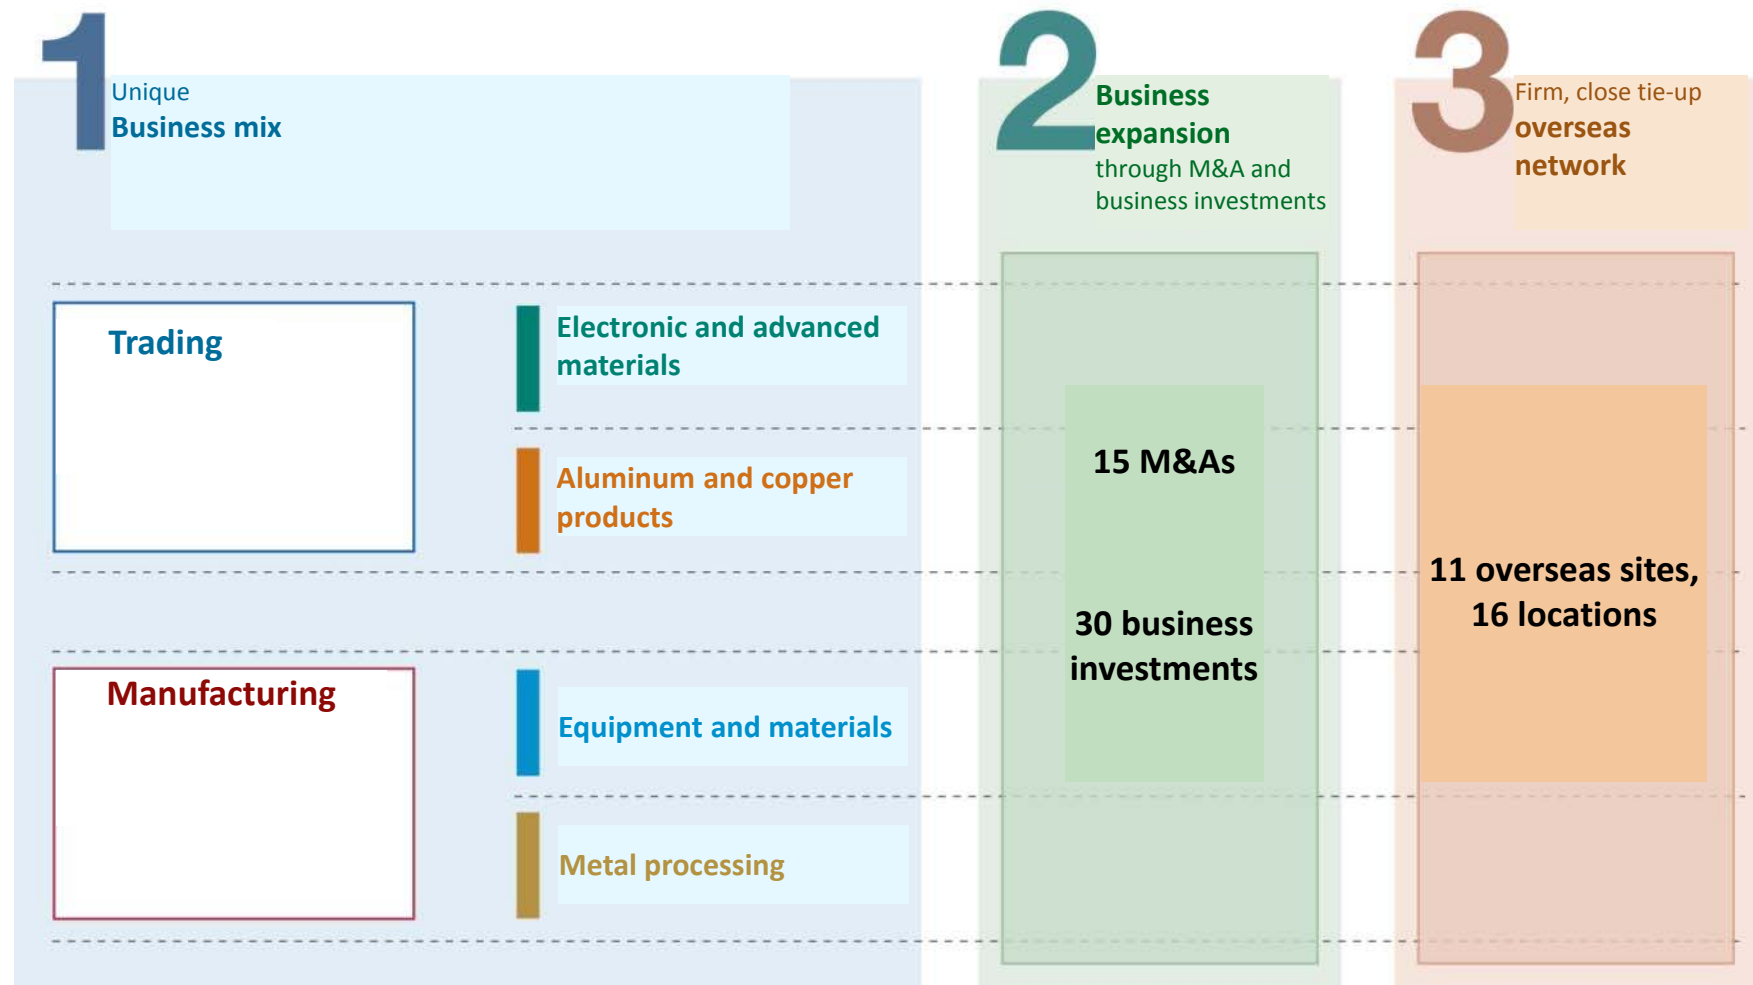 1
Unique
Business mix
2
Business
expansion
through M&A and
business investments
3
Firm, close tie-up
overseas
network
Trading
Electronic and advanced
materials
Aluminum and copper
products
Manufacturing
Equipment and materials
Metal processing
15 M&As
30 business
investments
11 overseas sites,
16 locations